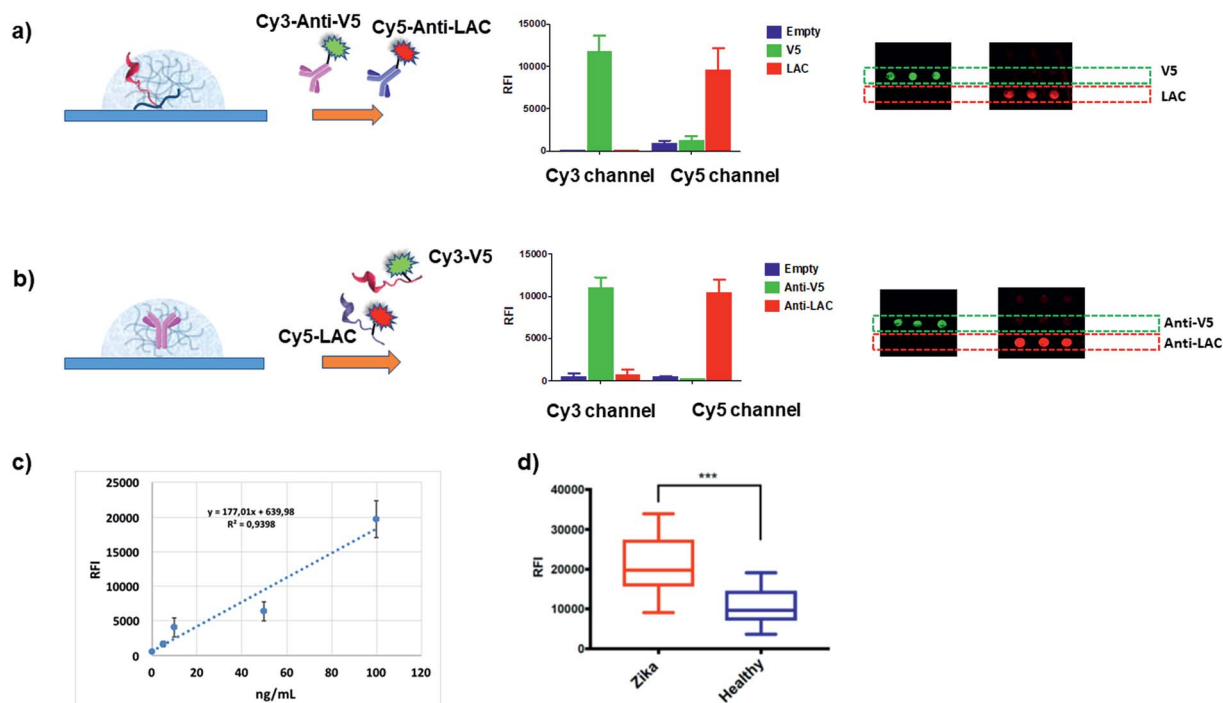 a)
Cy3-Anti-V5
Cy5-Anti-LAC
RFI
15000
10000
5000
0
Cy3 channel
Cy5 channel
Empty
V5
LAC
V5
LAC
b)
Cy3-V5
Cy5-LAC
RFI
15000
10000
5000
0
Cy3 channel
Cy5 channel
Empty
Anti-V5
Anti-LAC
Anti-V5
Anti-LAC
c)
RFI
25000
20000
15000
10000
5000
0
y = 177,01x + 639,98
R² = 0,9398
0 20 40 60 80 100 120
ng/mL
d)
***
RFI
40000
30000
20000
10000
0
Zika
Healthy